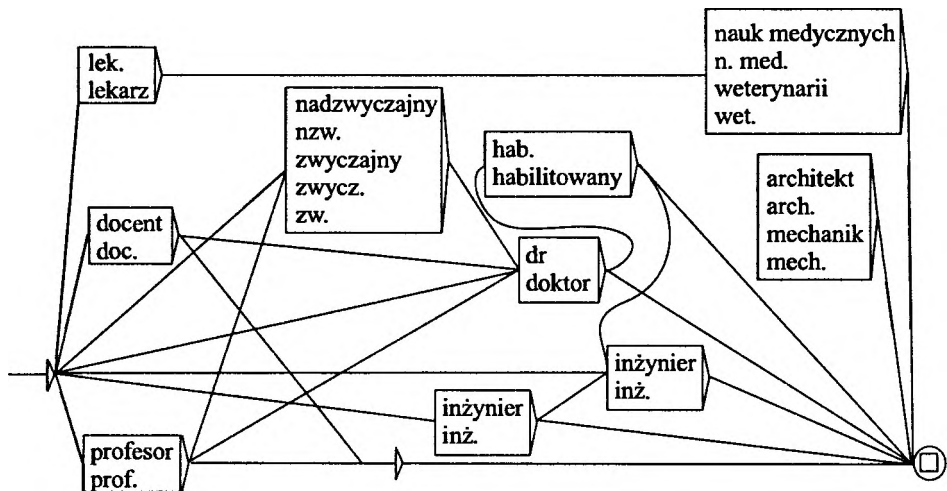 lek.
lekarz
nauk medycznych
n. med.
weterynarii
wet.
nadzwyczajny
nzw.
zwyczajny
zwycz.
zw.
hab.
habilitowany
architekt
arch.
mechanik
mech.
docent
doc.
dr
doktor
inżynier
inż.
inżynier
inż.
profesor
prof.